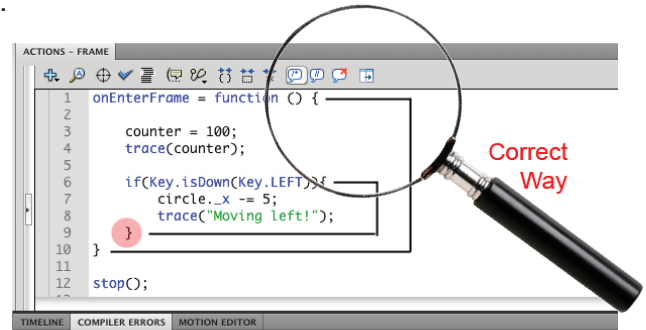 .
ACTIONS – FRAME
1 onEnterFrame = function () {
2
3 counter = 100;
4 trace(counter);
5
6 if(Key.isDown(Key.LEFT)){
7 circle._x -= 5;
8 trace("Moving left!");
9 }
10 }
11
12 stop();
Correct
Way
TIMELINE COMPILER ERRORS MOTION EDITOR